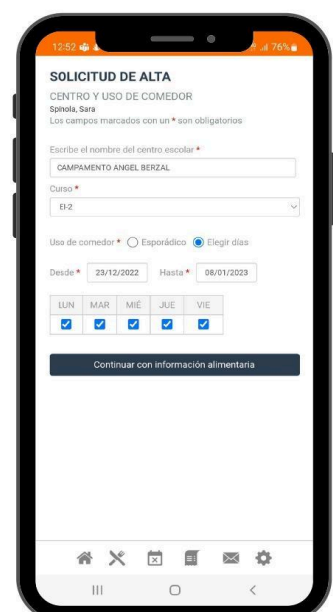 12:52
76%
SOLICITUD DE ALTA
CENTRO Y USO DE COMEDOR
Spínola, Sara
Los campos marcados con un * son obligatorios
Escribe el nombre del centro escolar *
CAMPAMENTO ANGEL BERZAL
Curso *
EI-2
Uso de comedor * Esporádico Elegir días
Desde * 23/12/2022 Hasta * 08/01/2023
LUN MAR MIÉ JUE VIE
Continuar con información alimentaria